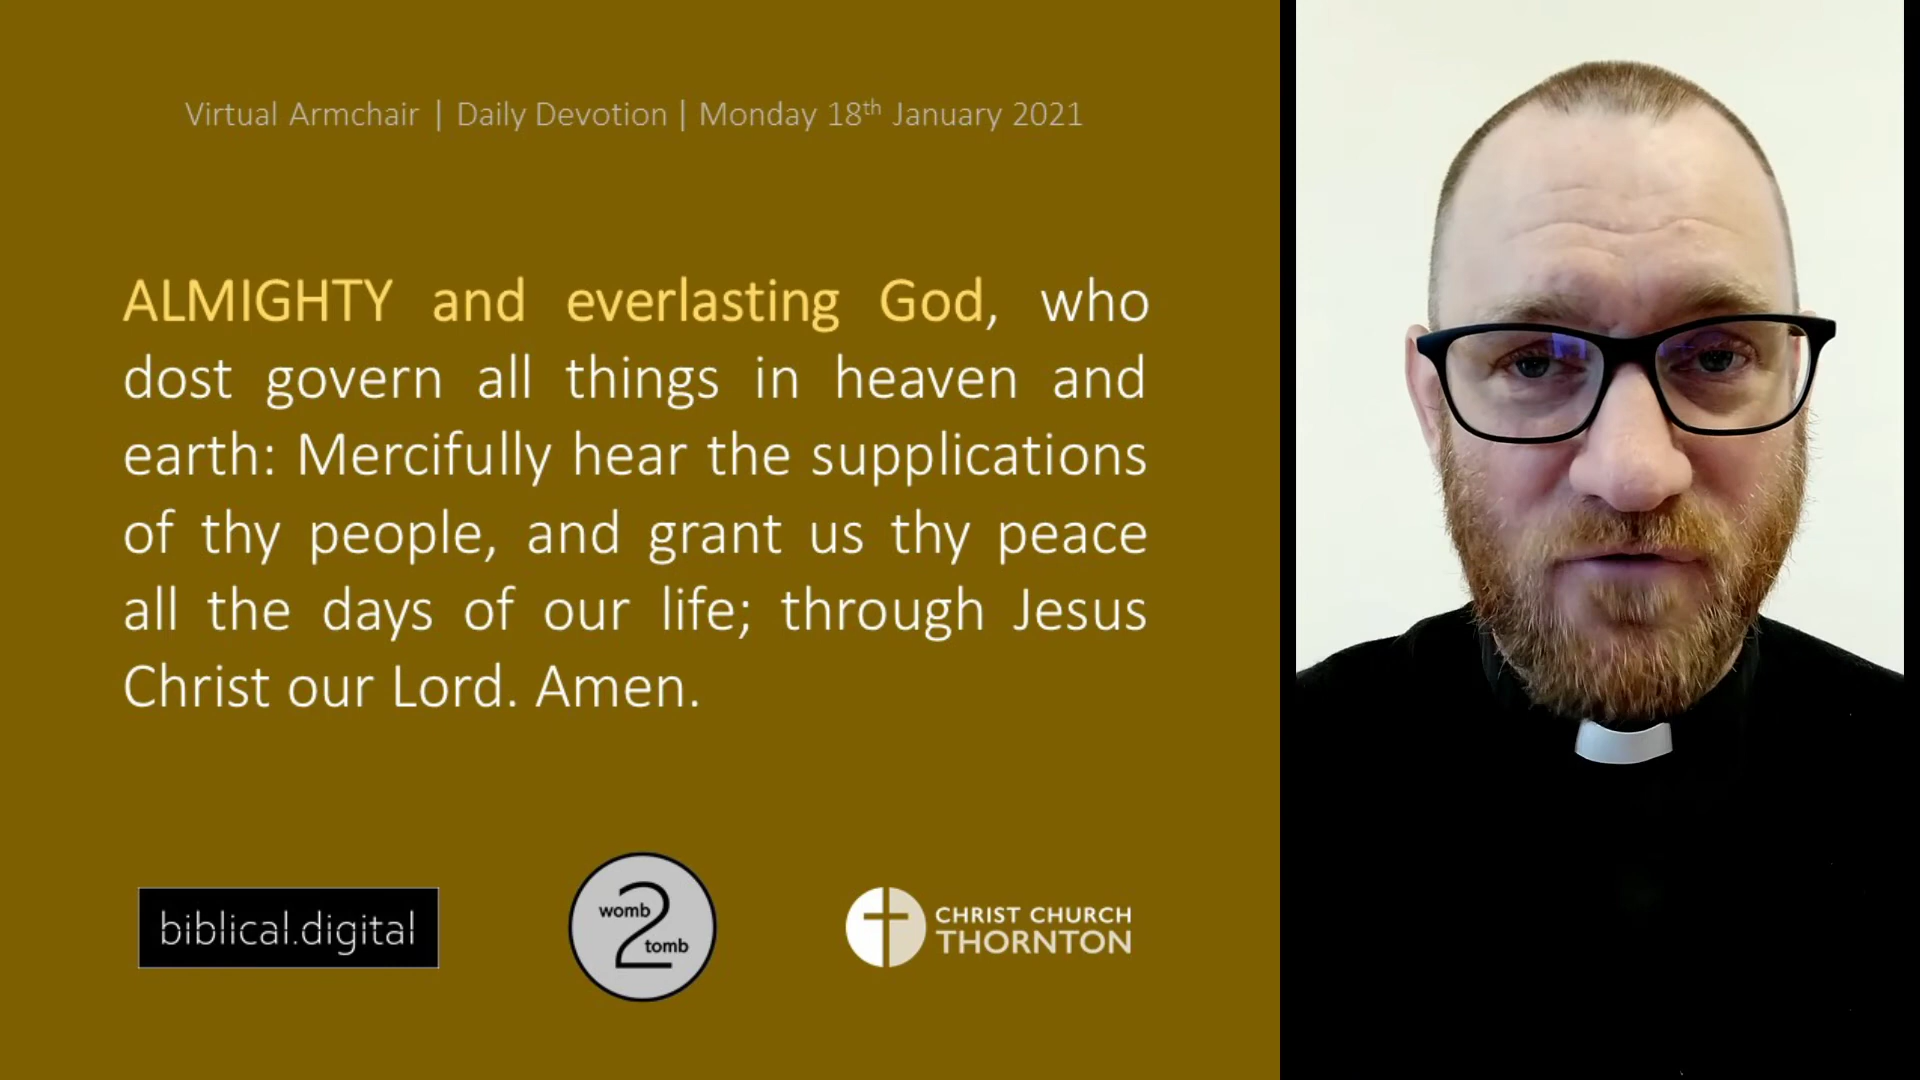 Virtual Armchair | Daily Devotion | Monday 18th January 2021
ALMIGHTY and everlasting God, who
dost govern all things in heaven and
earth: Mercifully hear the supplications
of thy people, and grant us thy peace
all the days of our life; through Jesus
Christ our Lord. Amen.
biblical.digital
womb
2
tomb
CHRIST CHURCH
THORNTON